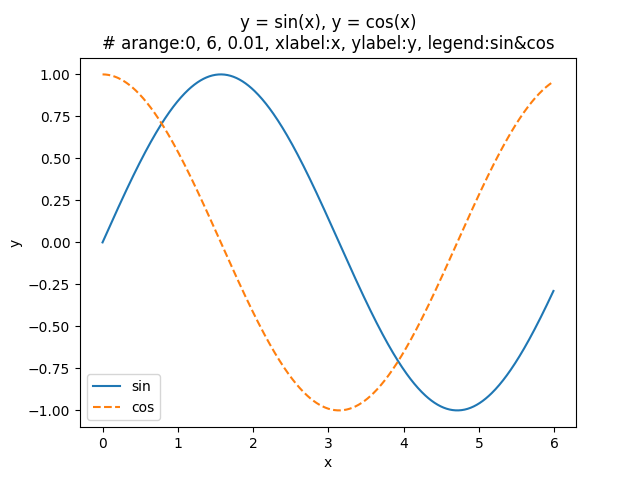 y = sin(x), y = cos(x)
# arange:0, 6, 0.01, xlabel:x, ylabel:y, legend:sin&cos
1.00
0.75
0.50
0.25
0.00
−0.25
−0.50
−0.75
−1.00
y
sin
cos
0 1 2 3 4 5 6
x